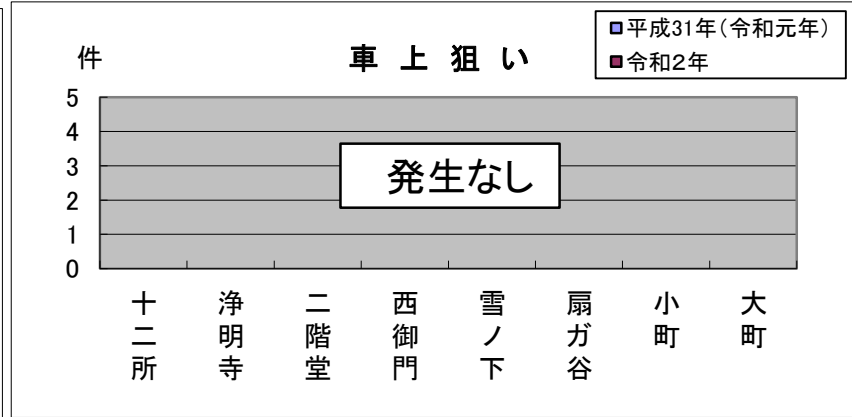 件
車上狙い
平成31年(令和元年)
令和2年
5
4
3
2
1
0
発生なし
十二所
浄明寺
二階堂
西御門
雪ノ下
扇ガ谷
小町
大町